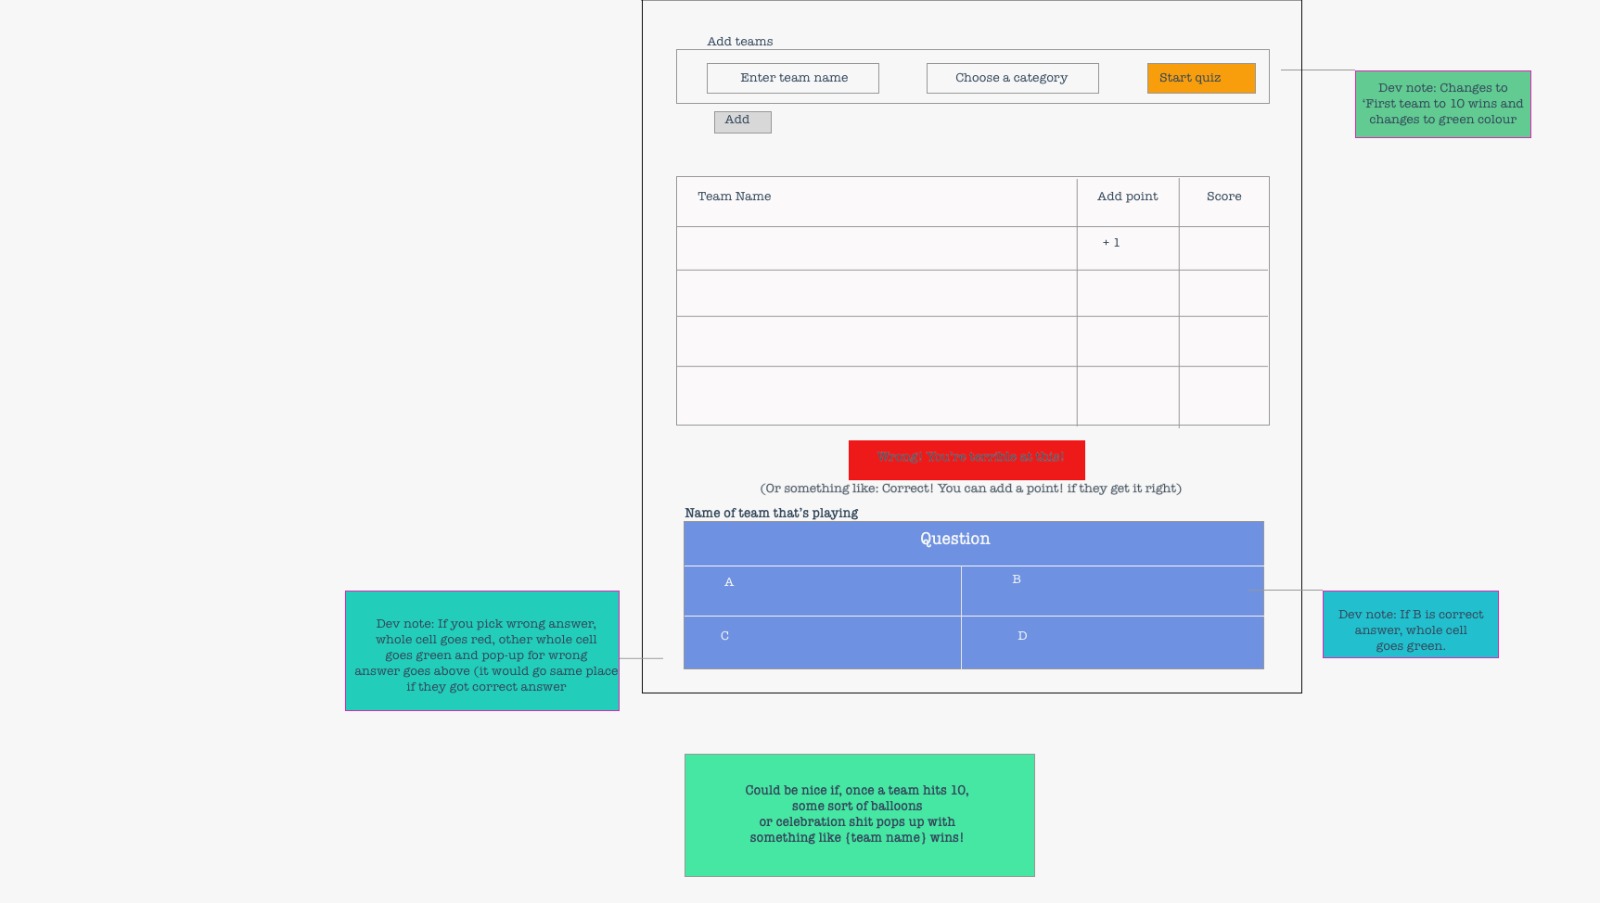 Add teams
Enter team name
Choose a category
Start quiz
Add
Dev note: Changes to
‘First team to 10 wins and
changes to green colour
Team Name
Add point
Score
+ 1
Wrong! You’re terrible at this!
(Or something like: Correct! You can add a point! if they get it right)
Name of team that’s playing
Question
A
B
C
D
Dev note: If you pick wrong answer,
whole cell goes red, other whole cell
goes green and pop-up for wrong
answer goes above (it would go same place
if they got correct answer
Dev note: If B is correct
answer, whole cell
goes green.
Could be nice if, once a team hits 10,
some sort of balloons
or celebration shit pops up with
something like {team name} wins!